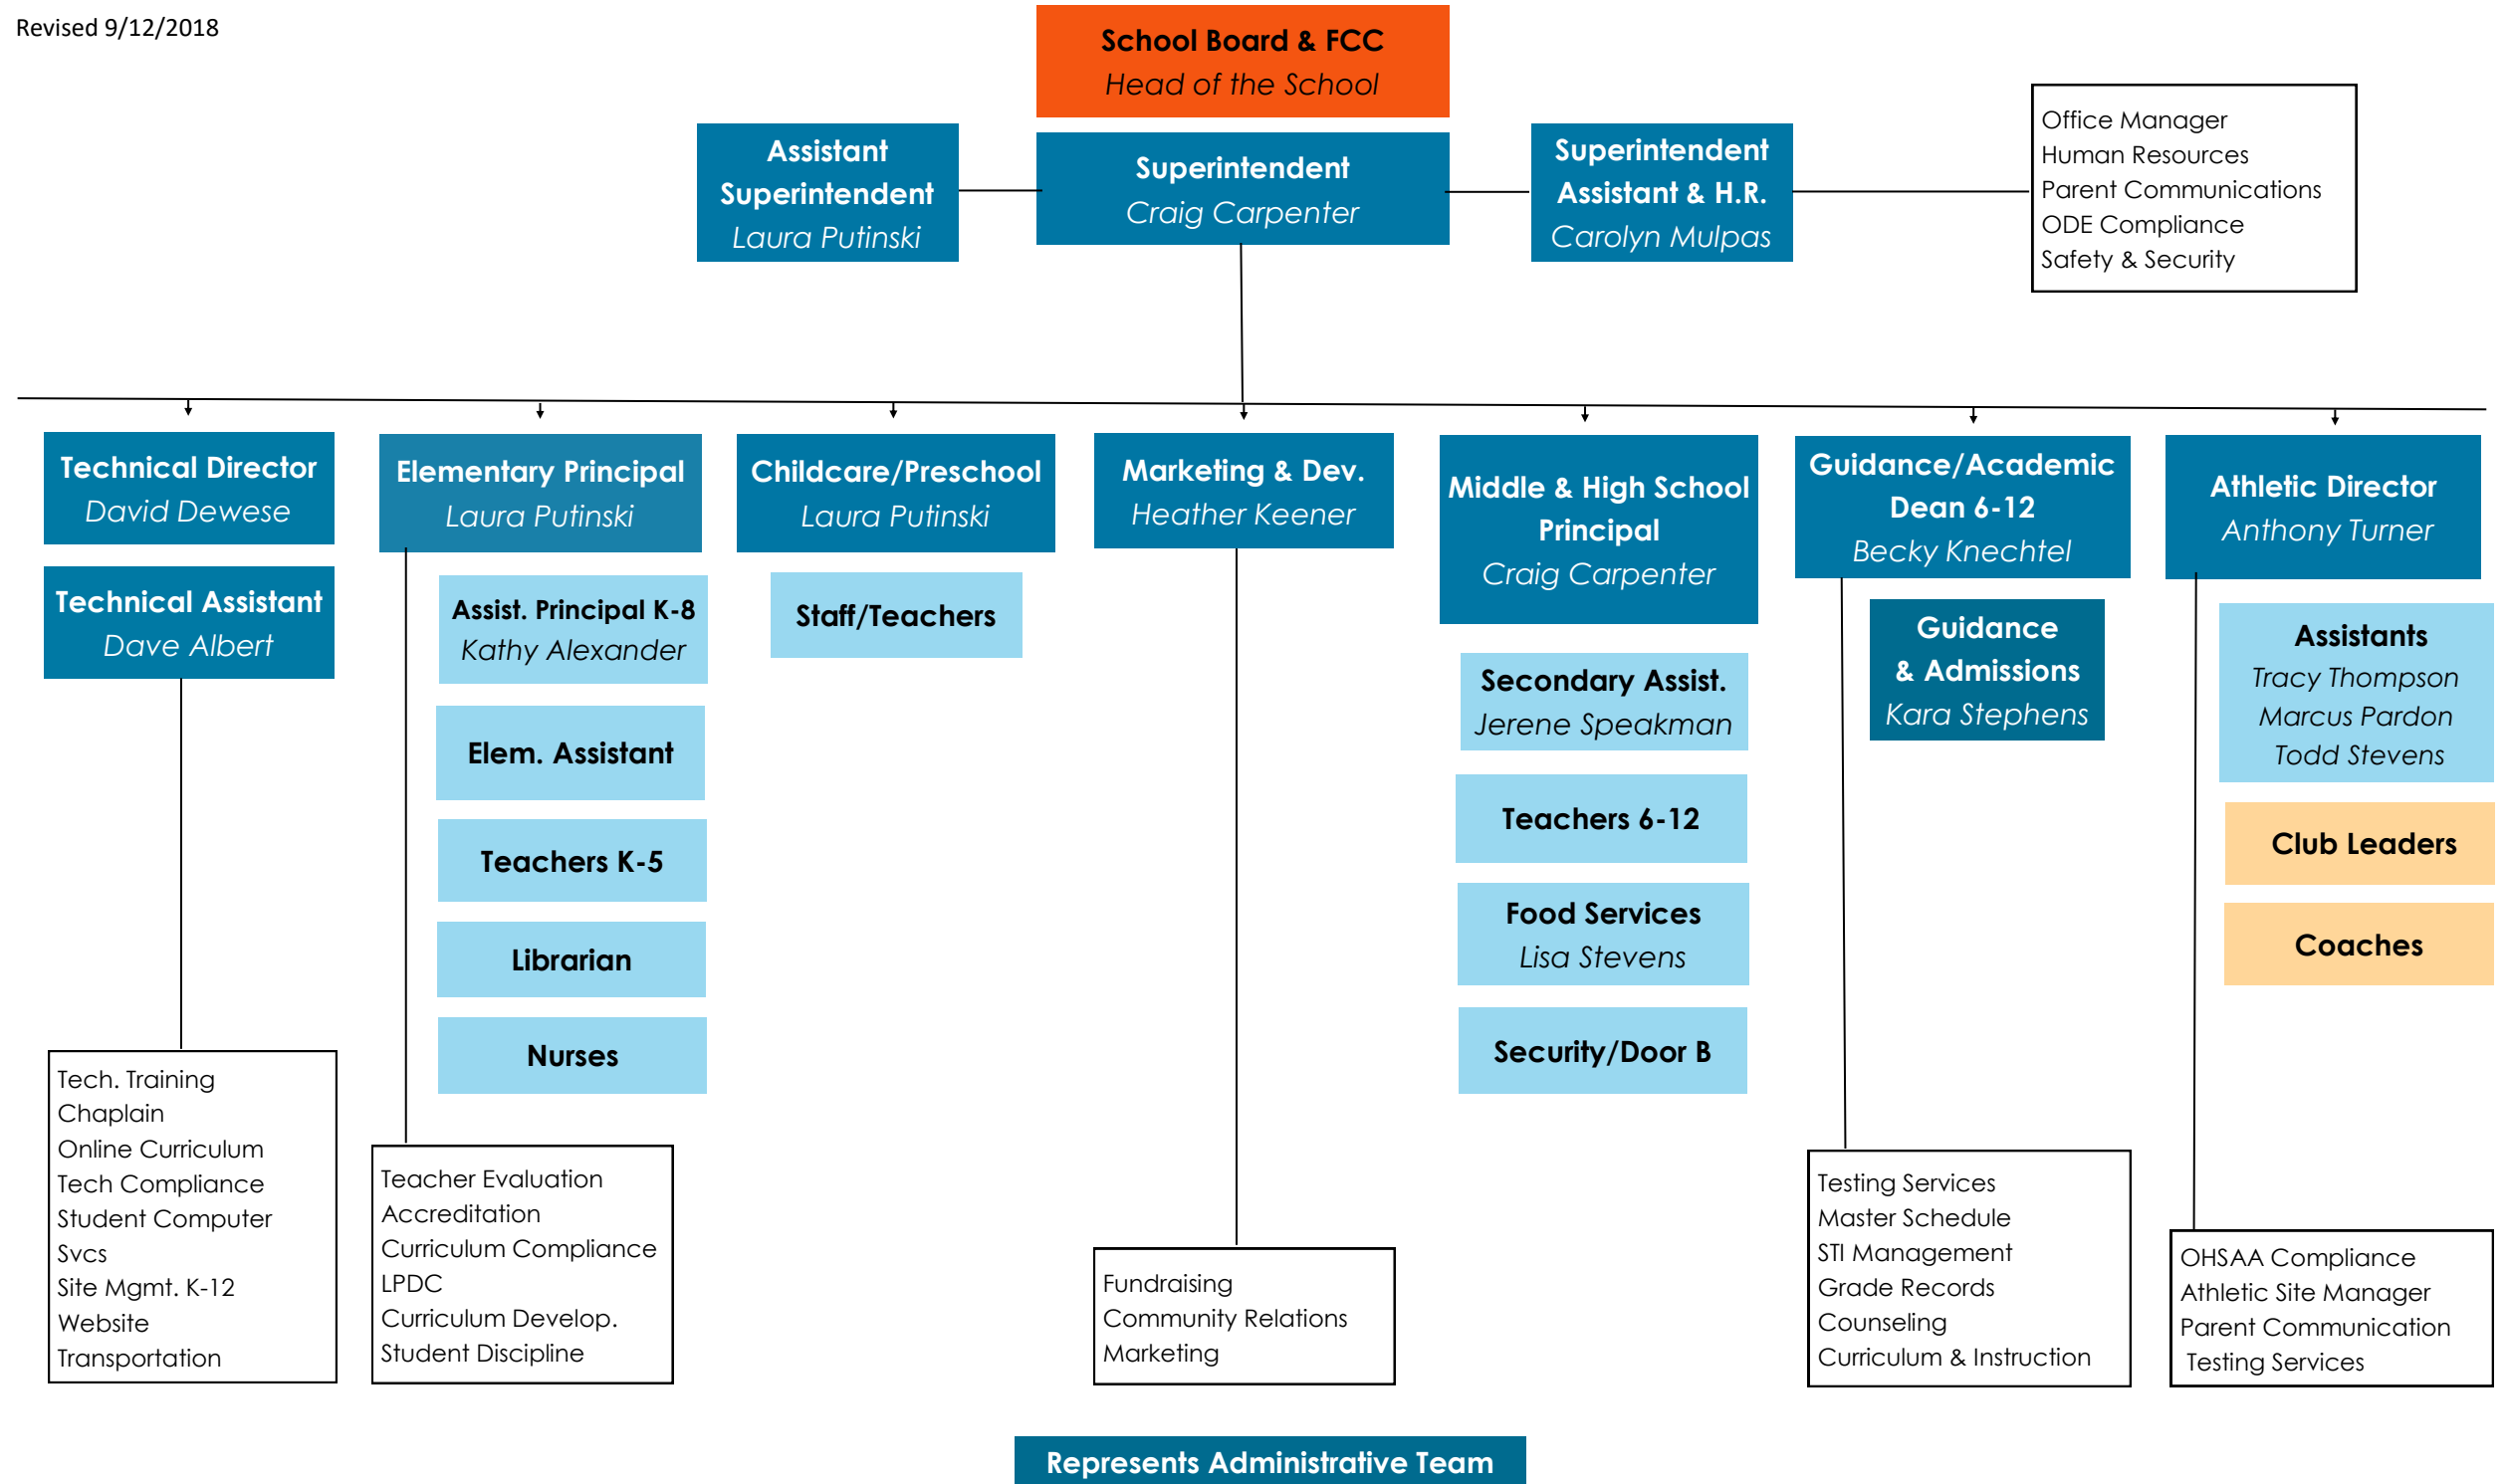 Revised 9/12/2018
School Board & FCC
Head of the School
Assistant
Superintendent
Laura Putinski
Superintendent
Craig Carpenter
Superintendent
Assistant & H.R.
Carolyn Mulpas
Office Manager
Human Resources
Parent Communications
ODE Compliance
Safety & Security
Technical Director
David Dewese
Technical Assistant
Dave Albert
Tech. Training
Chaplain
Online Curriculum
Tech Compliance
Student Computer
Svcs
Site Mgmt. K-12
Website
Transportation
Elementary Principal
Laura Putinski
Assist. Principal K-8
Kathy Alexander
Elem. Assistant
Teachers K-5
Librarian
Nurses
Teacher Evaluation
Accreditation
Curriculum Compliance
LPDC
Curriculum Develop.
Student Discipline
Childcare/Preschool
Laura Putinski
Staff/Teachers
Marketing & Dev.
Heather Keener
Fundraising
Community Relations
Marketing
Middle & High School
Principal
Craig Carpenter
Secondary Assist.
Jerene Speakman
Teachers 6-12
Food Services
Lisa Stevens
Security/Door B
Guidance/Academic
Dean 6-12
Becky Knechtel
Guidance
& Admissions
Kara Stephens
Testing Services
Master Schedule
STI Management
Grade Records
Counseling
Curriculum & Instruction
Athletic Director
Anthony Turner
Assistants
Tracy Thompson
Marcus Pardon
Todd Stevens
Club Leaders
Coaches
OHSAA Compliance
Athletic Site Manager
Parent Communication
Testing Services
Represents Administrative Team